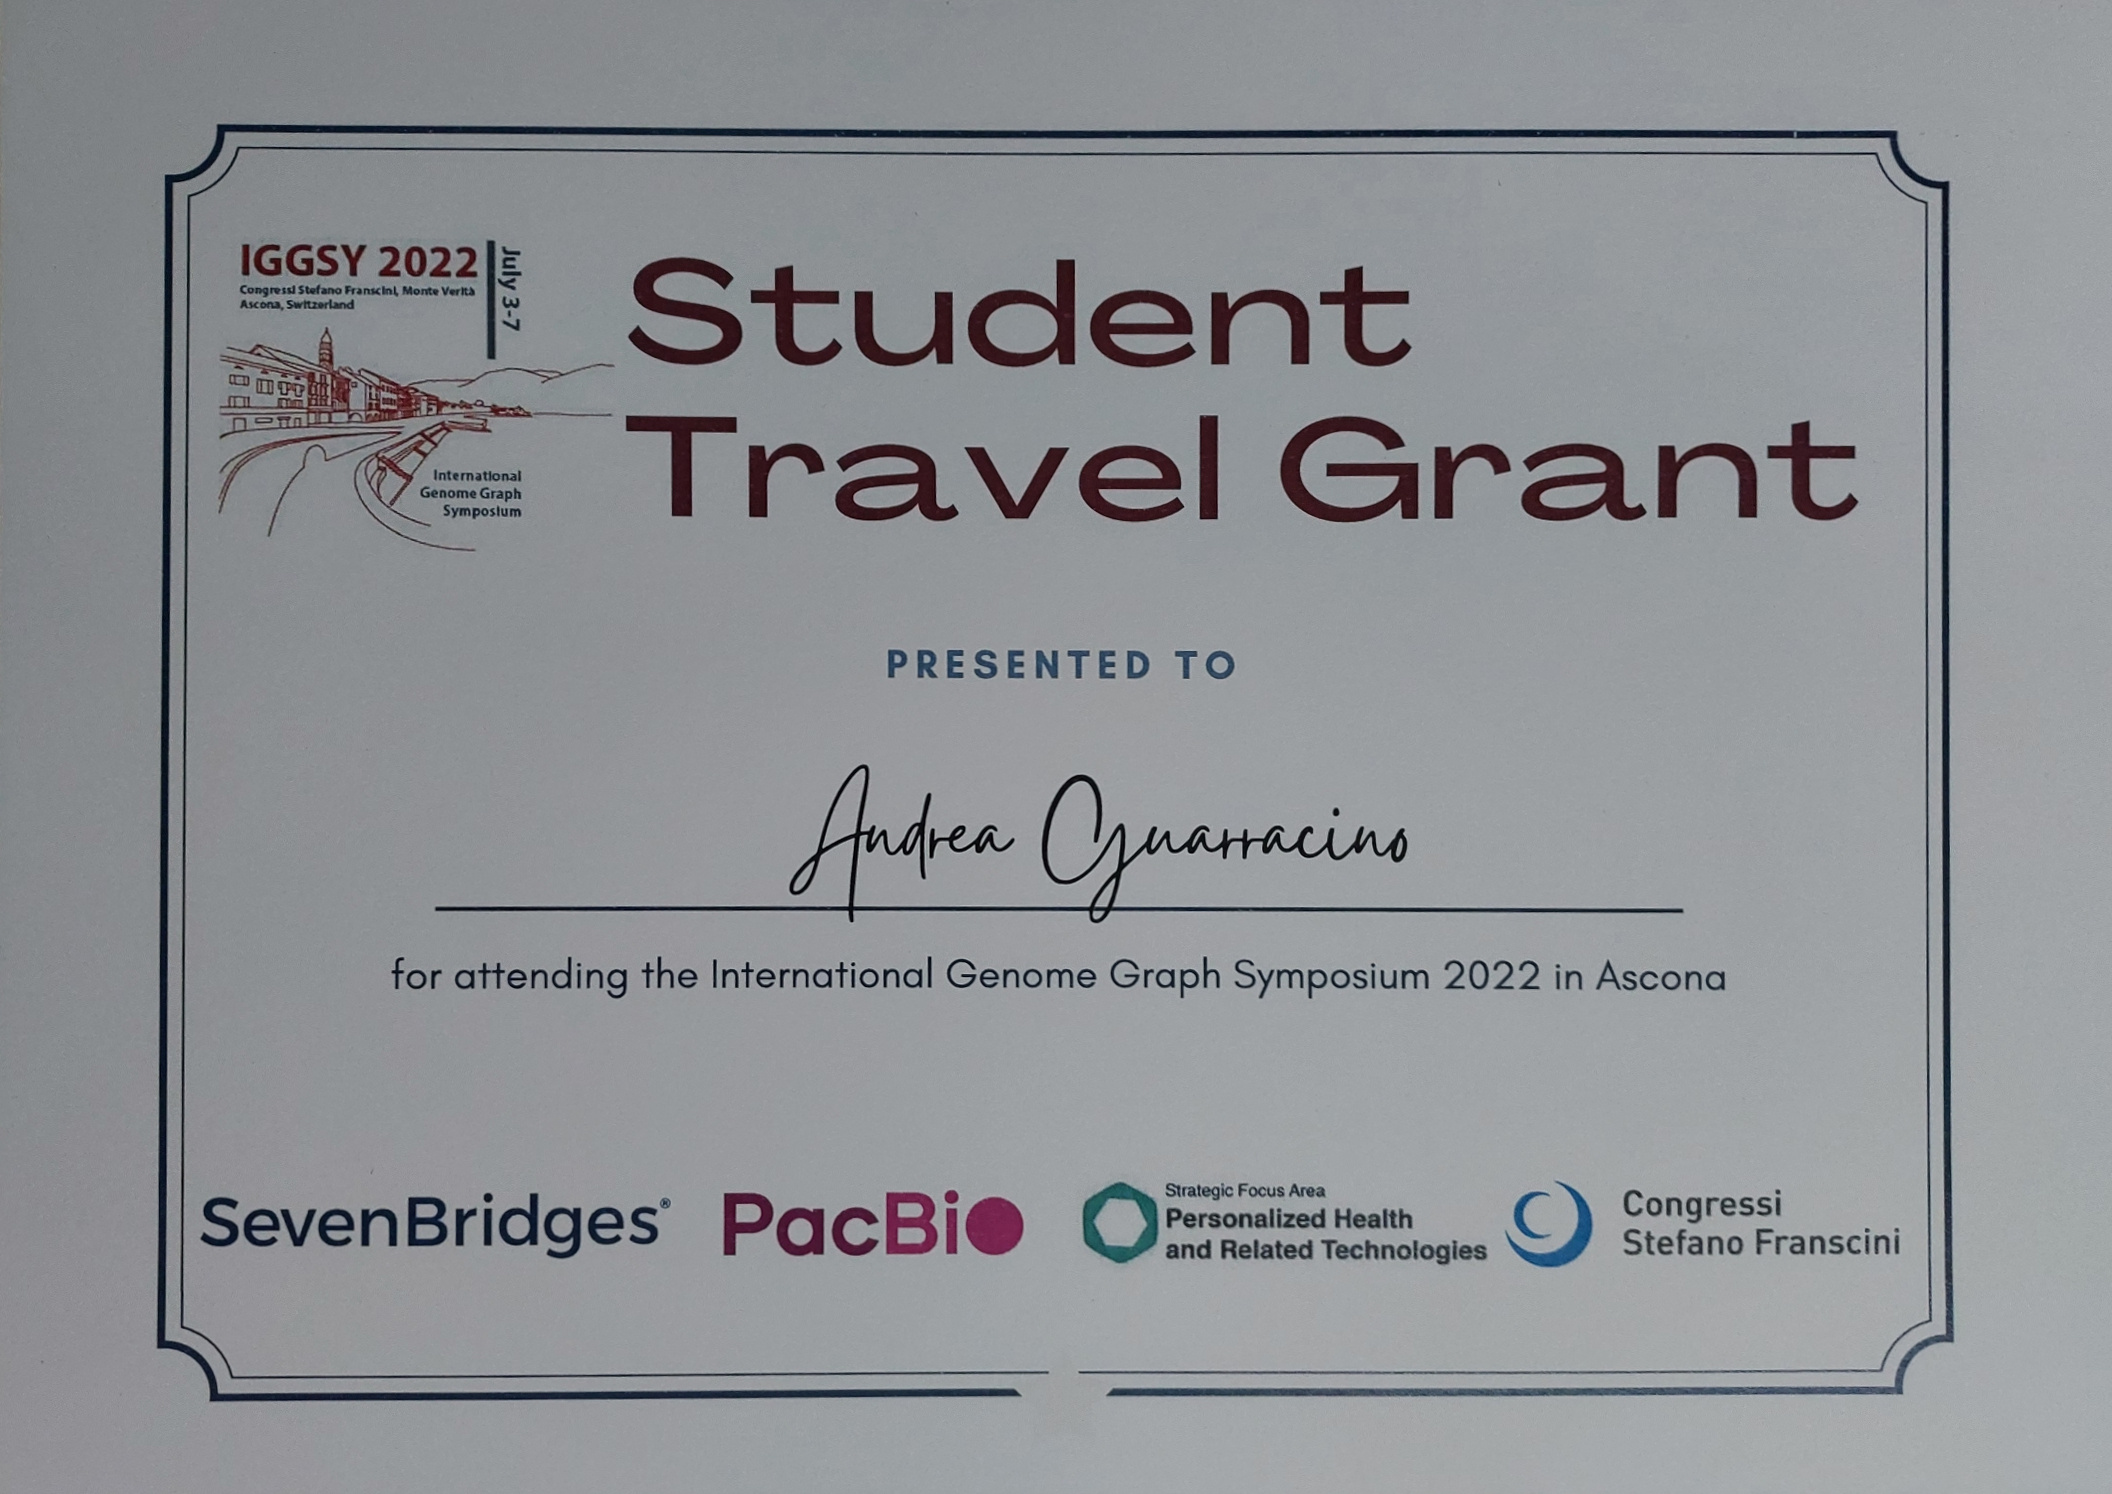 IGGSY 2022
Congressi Stefano Franscini, Monte Verità
Ascona, Switzerland
July 3-7
International
Genome Graph
Symposium
Student
Travel Grant
PRESENTED TO
Andrea Guarracino
for attending the International Genome Graph Symposium 2022 in Ascona
SevenBridges®
PacBio
Strategic Focus Area
Personalized Health
and Related Technologies
Congressi
Stefano Franscini